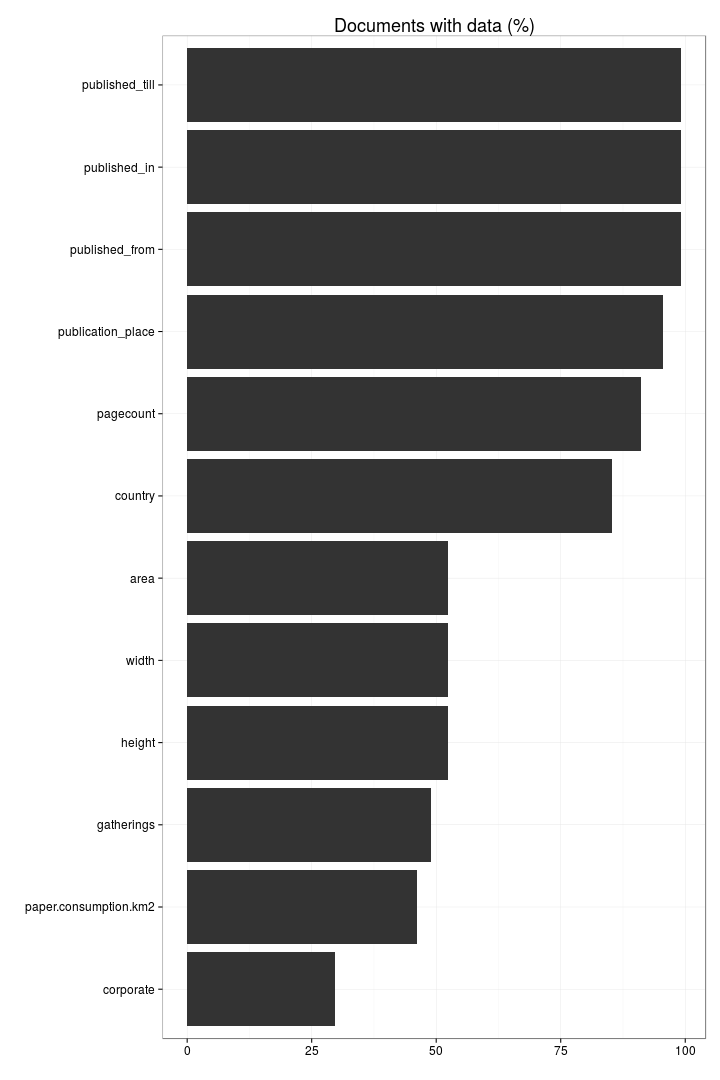 Documents with data (%)
published_till
published_in
published_from
publication_place
pagecount
country
area
width
height
gatherings
paper.consumption.km2
corporate
0 25 50 75 100